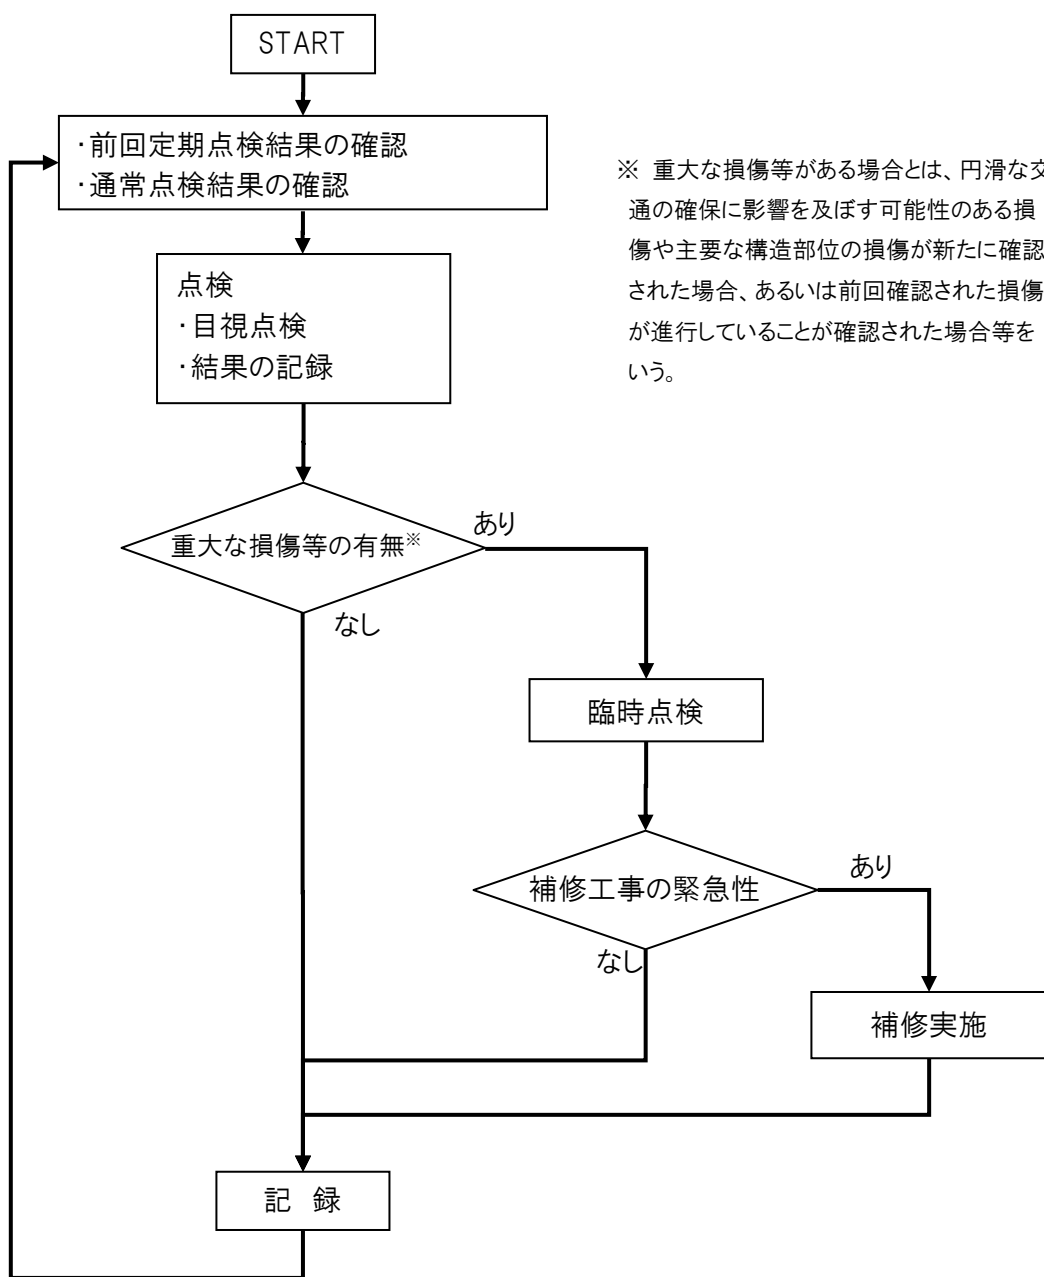 START
・前回定期点検結果の確認
・通常点検結果の確認
※ 重大な損傷等がある場合とは、円滑な交
通の確保に影響を及ぼす可能性のある損
傷や主要な構造部位の損傷が新たに確認
された場合、あるいは前回確認された損傷
が進行していることが確認された場合等を
いう。
点検
・目視点検
・結果の記録
重大な損傷等の有無※
あり
なし
臨時点検
補修工事の緊急性
あり
なし
補修実施
記 録